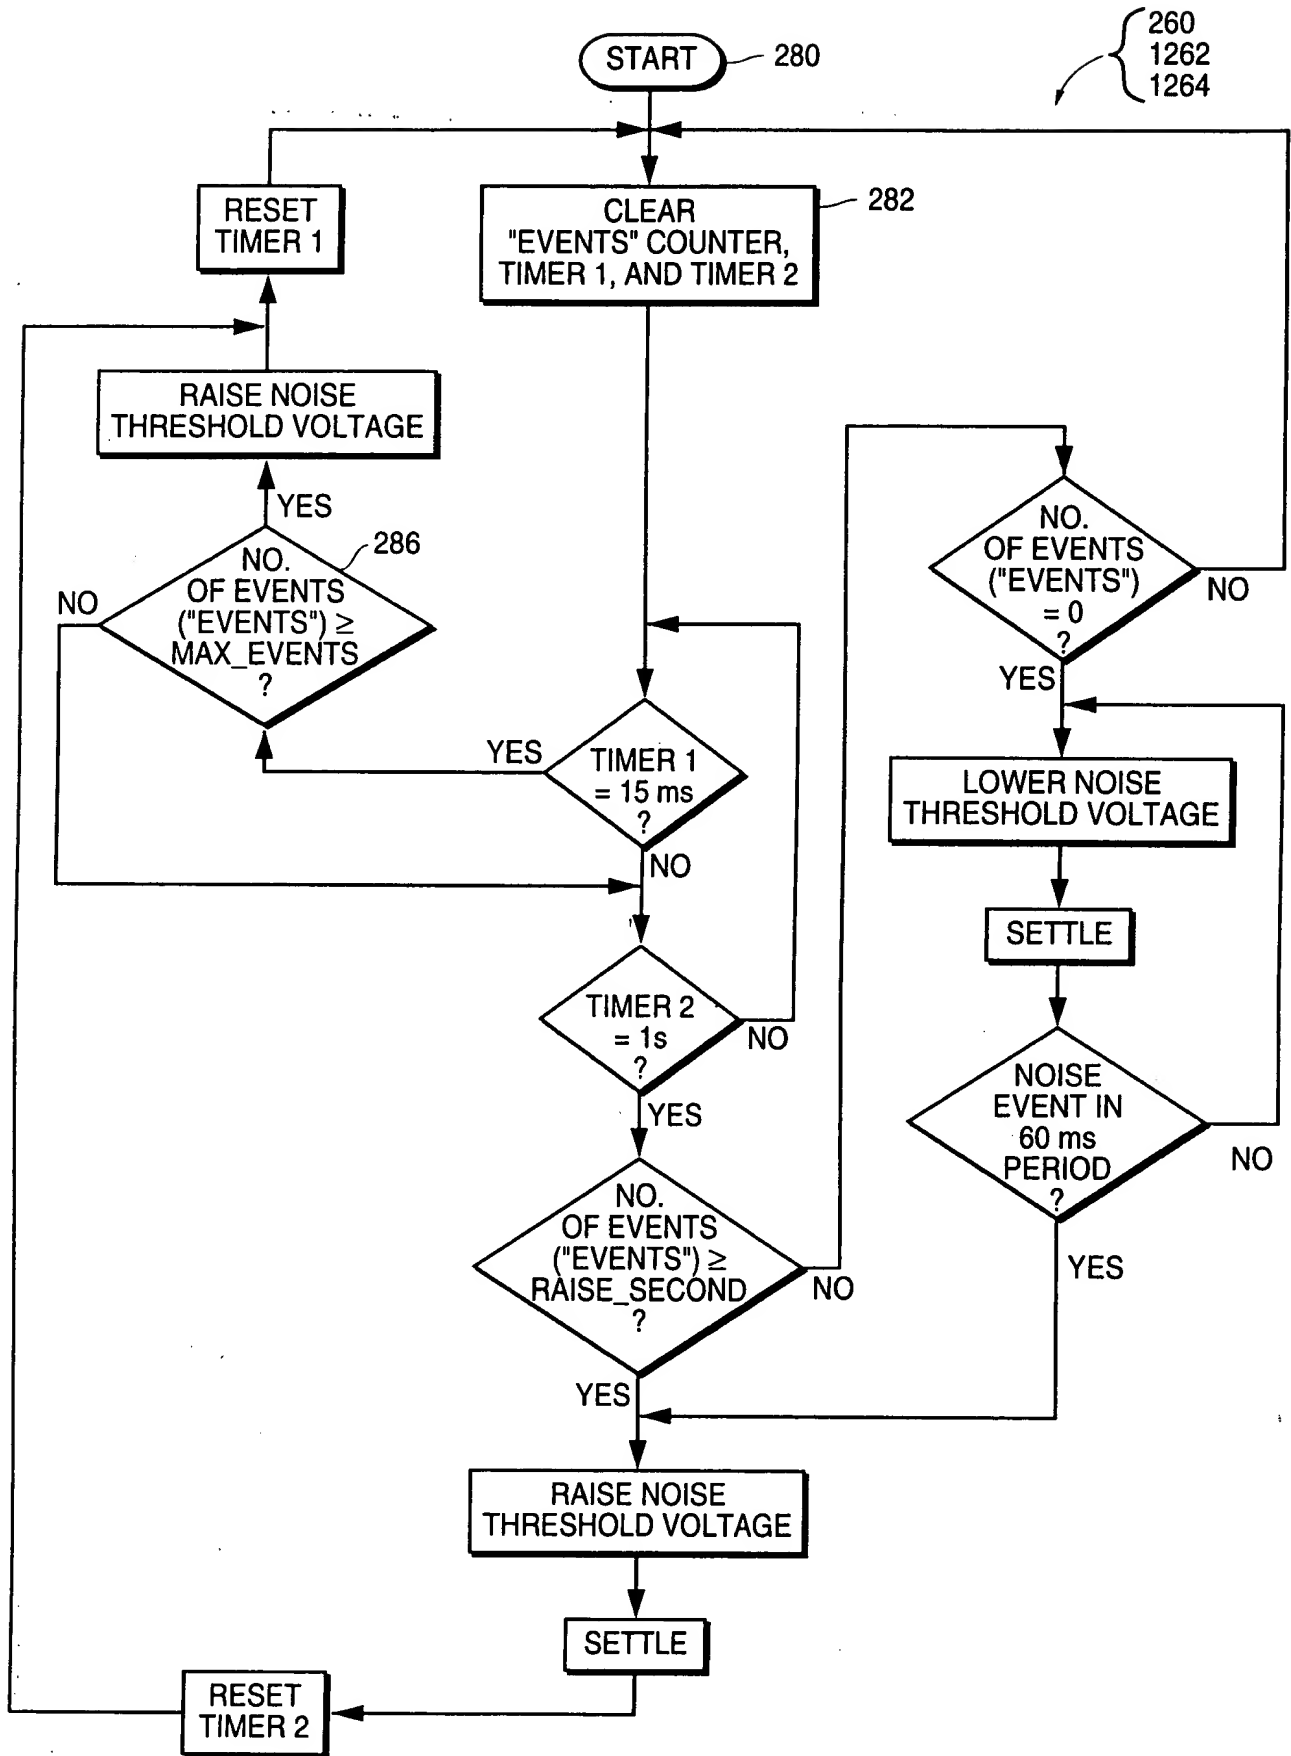 START
280
260
1262
1264
RESET
TIMER 1
CLEAR
"EVENTS" COUNTER,
TIMER 1, AND TIMER 2
282
RAISE NOISE
THRESHOLD VOLTAGE
YES
286
NO.
OF EVENTS
("EVENTS") ≥
MAX_EVENTS
?
NO
NO.
OF EVENTS
("EVENTS")
= 0
?
NO
YES
YES
TIMER 1
= 15 ms
?
NO
LOWER NOISE
THRESHOLD VOLTAGE
SETTLE
TIMER 2
= 1s
?
NO
YES
NOISE
EVENT IN
60 ms
PERIOD
?
NO
YES
NO.
OF EVENTS
("EVENTS") ≥
RAISE_SECOND
?
NO
YES
RAISE NOISE
THRESHOLD VOLTAGE
SETTLE
RESET
TIMER 2